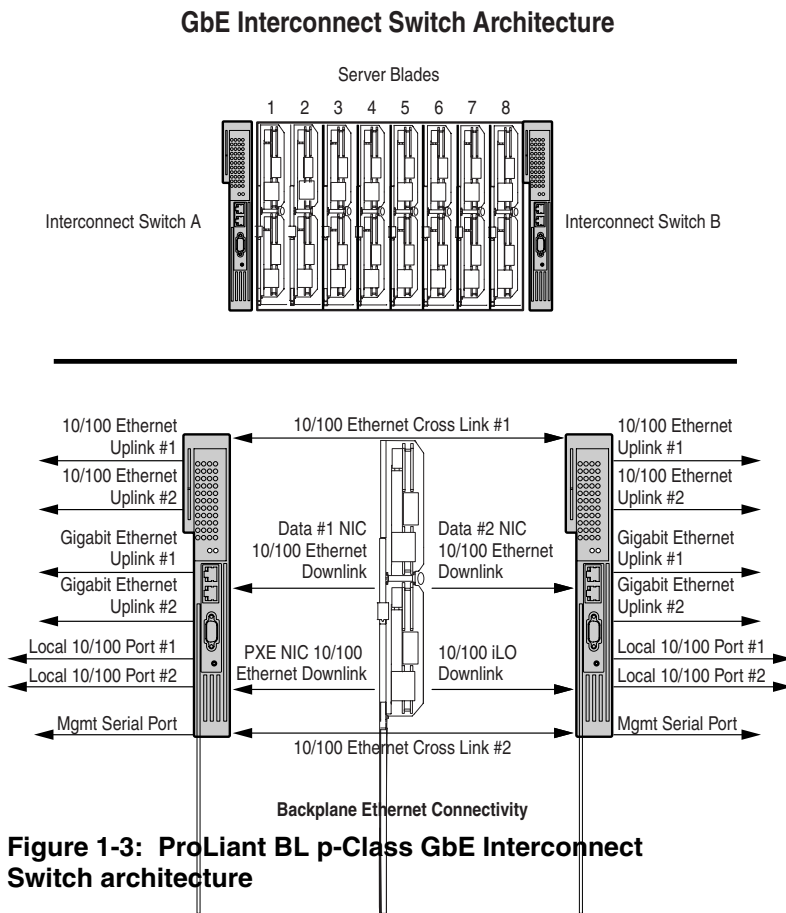 GbE Interconnect Switch Architecture
Server Blades
1 2 3 4 5 6 7 8
Interconnect Switch A
Interconnect Switch B
10/100 Ethernet
Uplink #1
10/100 Ethernet
Uplink #2
Gigabit Ethernet
Uplink #1
Gigabit Ethernet
Uplink #2
Local 10/100 Port #1
Local 10/100 Port #2
Mgmt Serial Port
10/100 Ethernet Cross Link #1
Data #1 NIC
10/100 Ethernet
Downlink
Data #2 NIC
10/100 Ethernet
Downlink
PXE NIC 10/100
Ethernet Downlink
10/100 iLO
Downlink
10/100 Ethernet Cross Link #2
10/100 Ethernet
Uplink #1
10/100 Ethernet
Uplink #2
Gigabit Ethernet
Uplink #1
Gigabit Ethernet
Uplink #2
Local 10/100 Port #1
Local 10/100 Port #2
Mgmt Serial Port
Backplane Ethernet Connectivity
Figure 1-3: ProLiant BL p-Class GbE Interconnect
Switch architecture